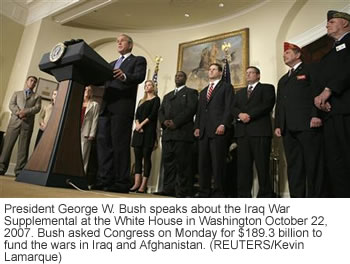 President George W. Bush speaks about the Iraq War
Supplemental at the White House in Washington October 22,
2007. Bush asked Congress on Monday for $189.3 billion to
fund the wars in Iraq and Afghanistan. (REUTERS/Kevin
Lamarque)